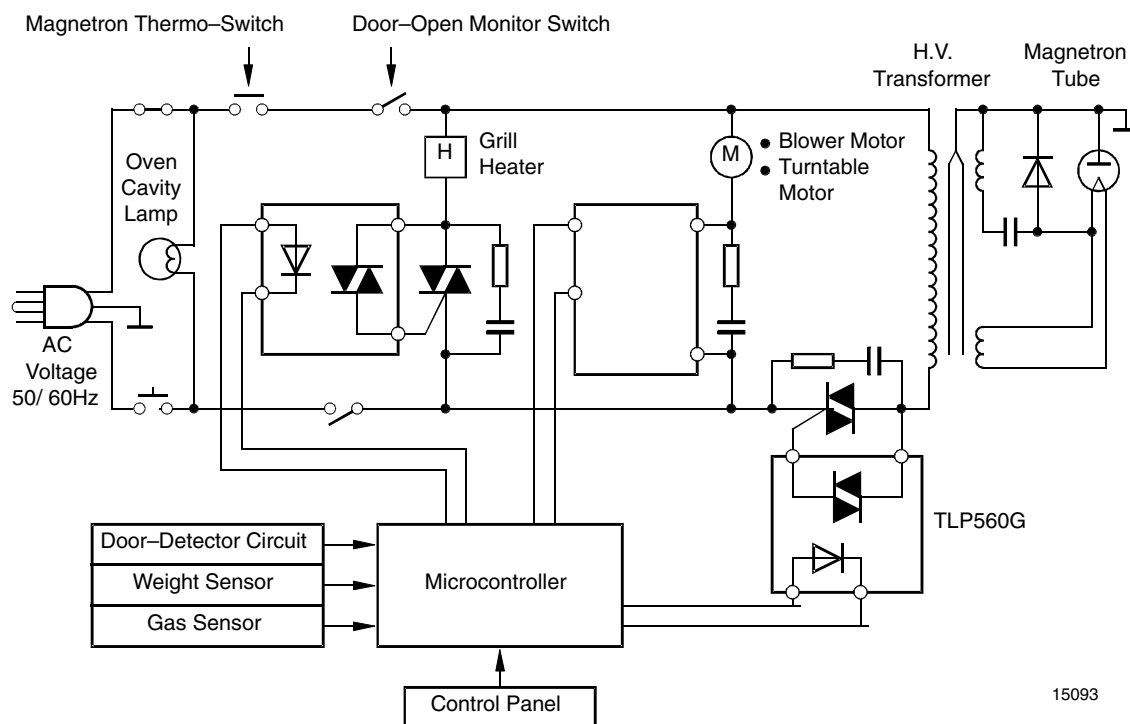 Magnetron Thermo–Switch
Door–Open Monitor Switch
H.V.
Transformer
Magnetron
Tube
Oven
Cavity
Lamp
H
Grill
Heater
M
• Blower Motor
• Turntable
Motor
AC
Voltage
50/ 60Hz
TLP560G
Door–Detector Circuit
Weight Sensor
Gas Sensor
Microcontroller
Control Panel
15093